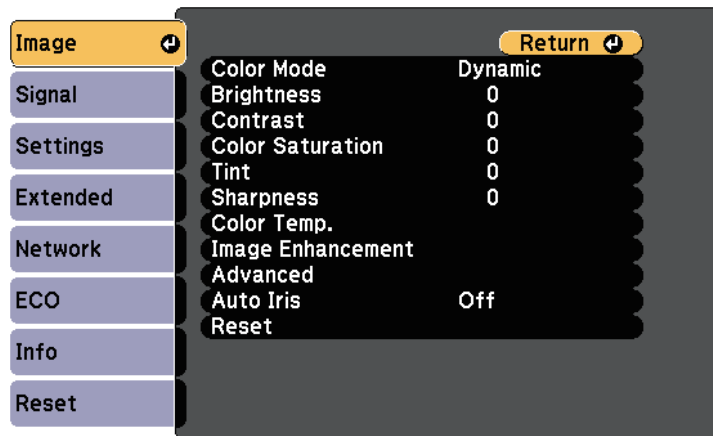 Image
Signal
Settings
Extended
Network
ECO
Info
Reset
Return
Color Mode Dynamic
Brightness 0
Contrast 0
Color Saturation 0
Tint 0
Sharpness 0
Color Temp.
Image Enhancement
Advanced
Auto Iris Off
Reset